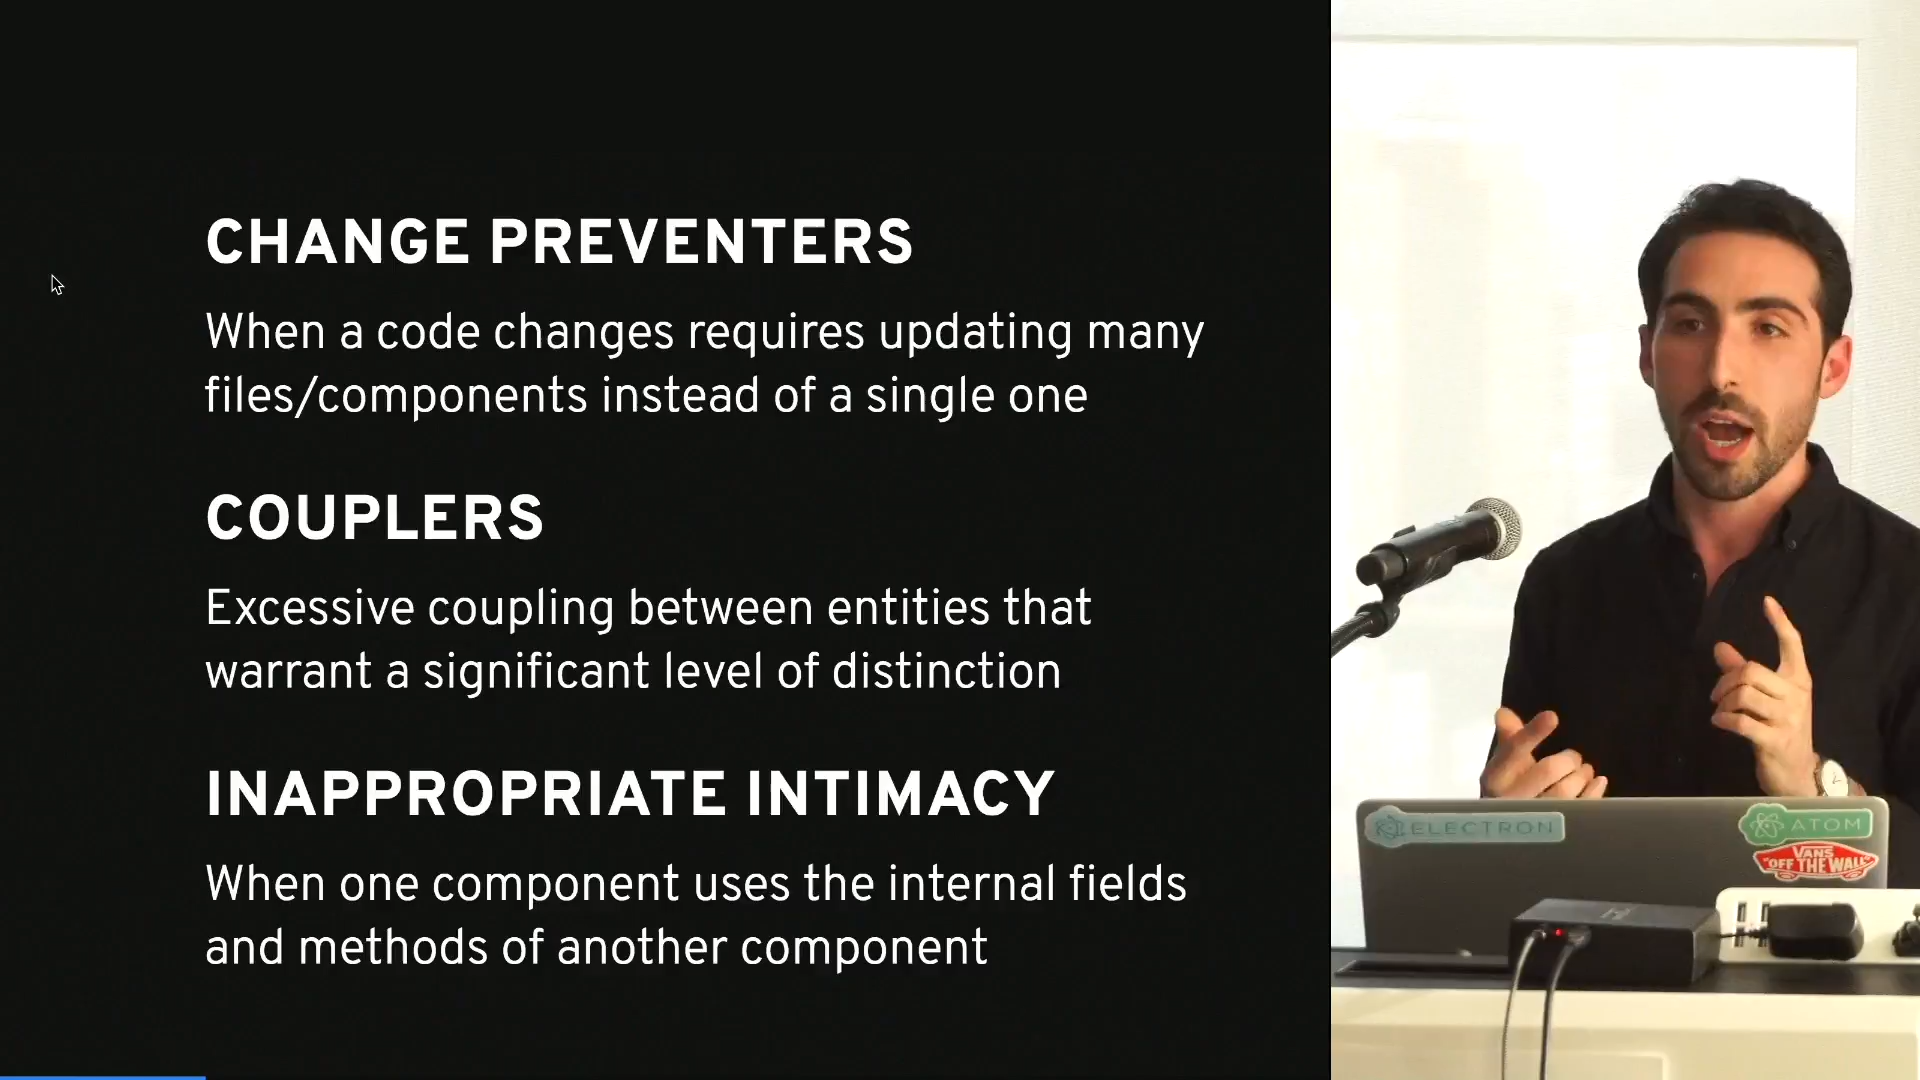 CHANGE PREVENTERS
When a code changes requires updating many
files/components instead of a single one
COUPLERS
Excessive coupling between entities that
warrant a significant level of distinction
INAPPROPRIATE INTIMACY
When one component uses the internal fields
and methods of another component
ELECTRON
ATOM
VANS
"OFF THE WALL"